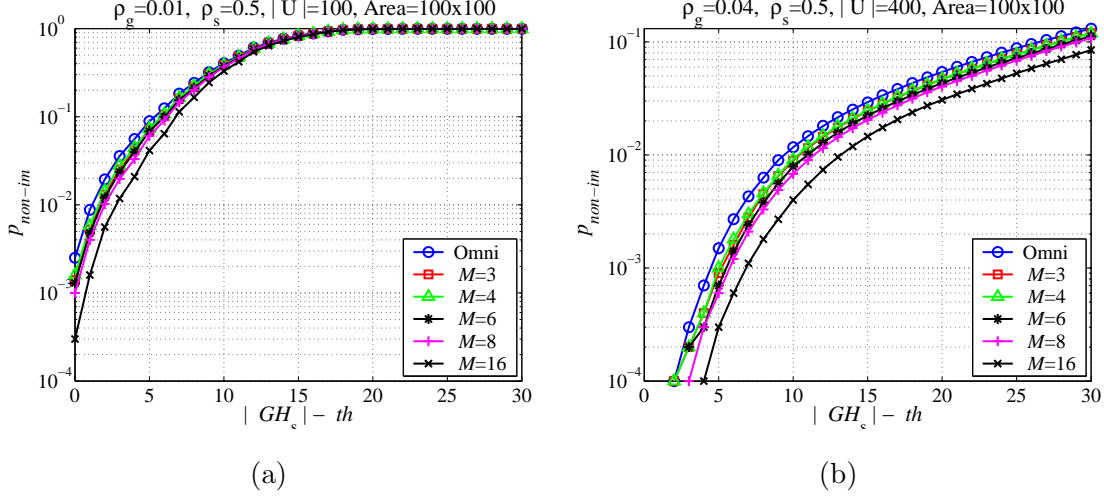 ρg=0.01, ρs=0.5, | U |=100, Area=100x100
10^0
10^−1
10^−2
10^−3
10^−4
p non−im
0 5 10 15 20 25 30
| GHs | − th
Omni
M=3
M=4
M=6
M=8
M=16
(a)
ρg=0.04, ρs=0.5, | U |=400, Area=100x100
10^−1
10^−2
10^−3
10^−4
p non−im
0 5 10 15 20 25 30
| GHs | − th
Omni
M=3
M=4
M=6
M=8
M=16
(b)